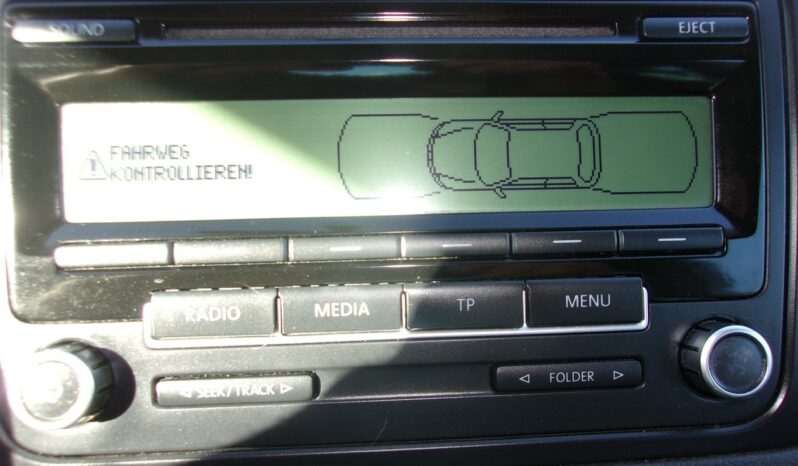 SOUND
EJECT
FAHRWEG
KONTROLLIEREN!
RADIO
MEDIA
TP
MENU
◁ SEEK/TRACK ▷
◁ FOLDER ▷